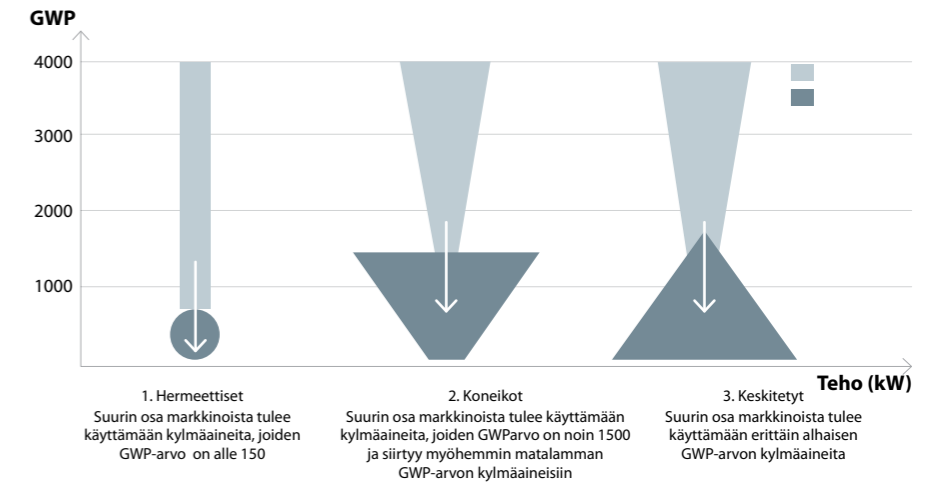 GWP
4000
3000
2000
1000
Teho (kW)
1. Hermeettiset
Suurin osa markkinoista tulee
käyttämään kylmäaineita, joiden
GWP-arvo on alle 150
2. Koneikot
Suurin osa markkinoista tulee käyttämään
kylmäaineita, joiden GWParvo on noin 1500
ja siirtyy myöhemmin matalamman
GWP-arvon kylmäaineisiin
3. Keskitetyt
Suurin osa markkinoista tulee
käyttämään erittäin alhaisen
GWP-arvon kylmäaineita